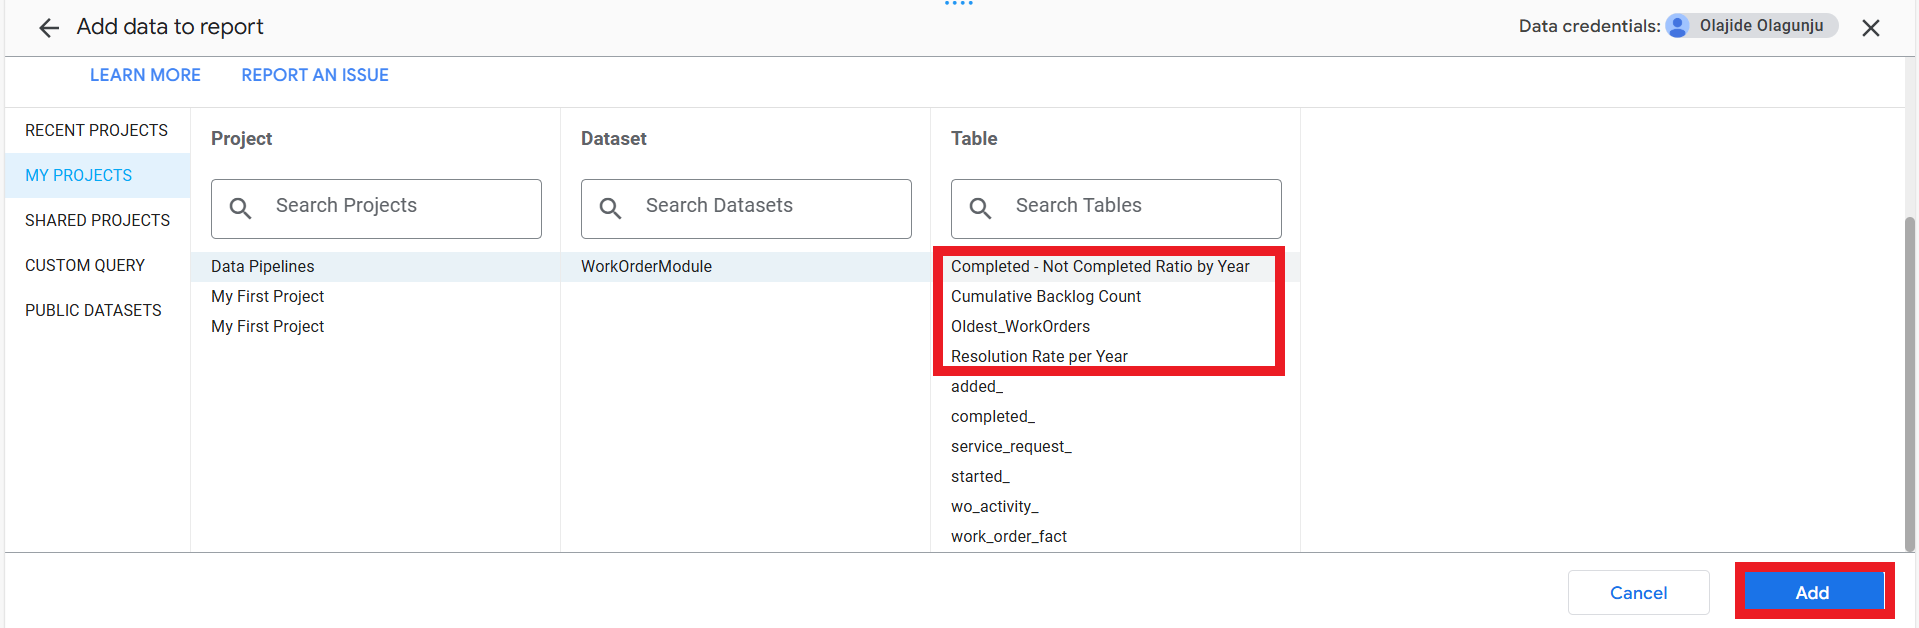 Add data to report
Data credentials: Olajide Olagunju
LEARN MORE REPORT AN ISSUE
RECENT PROJECTS
MY PROJECTS
SHARED PROJECTS
CUSTOM QUERY
PUBLIC DATASETS
Project
Search Projects
Data Pipelines
My First Project
My First Project
Dataset
Search Datasets
WorkOrderModule
Table
Search Tables
Completed - Not Completed Ratio by Year
Cumulative Backlog Count
Oldest_WorkOrders
Resolution Rate per Year
added_
completed_
service_request_
started_
wo_activity_
work_order_fact
Cancel
Add